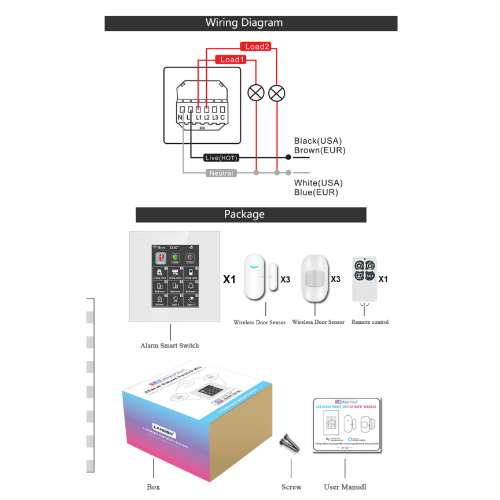 Wiring Diagram
Load2
Load1
N L L1 L2 L3 C
Black(USA)
Brown(EUR)
Live(HOT)
Neutral
White(USA)
Blue(EUR)
Package
X1
X3
X3
X1
Wireless Door Sensor
Wireless Door Sensor
Remote control
Alarm Smart Switch
Box
Screw
User Manudl